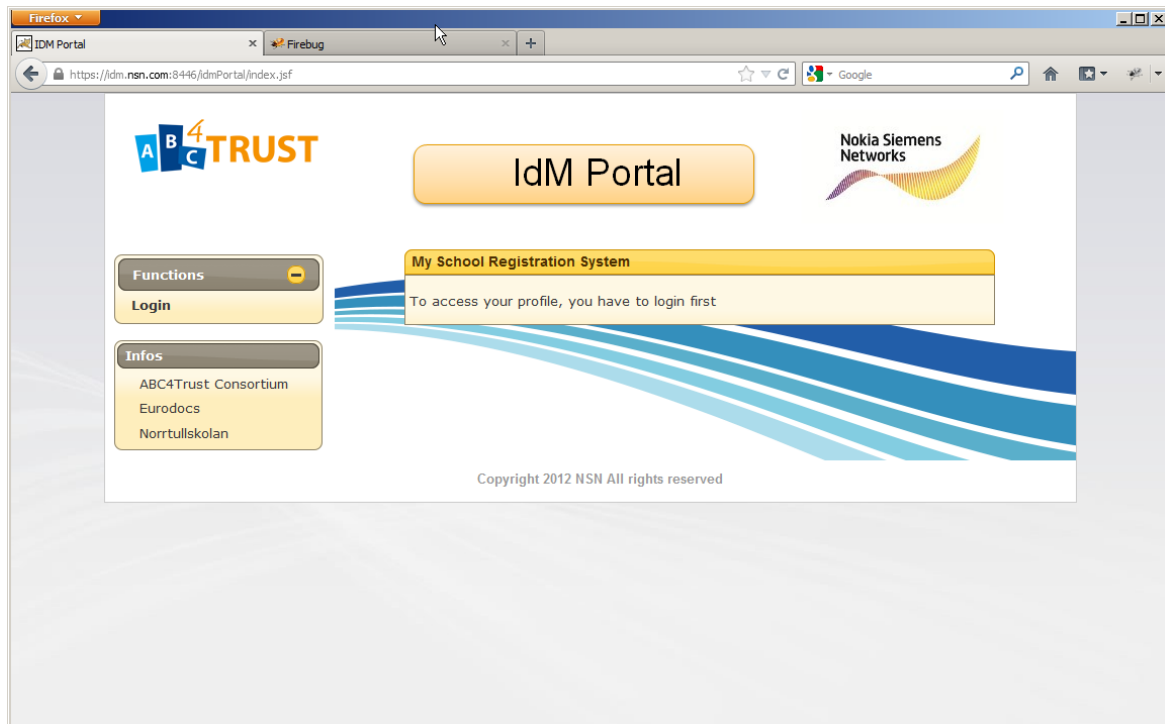 Firefox
IDM Portal
Firebug
https://idm.nsn.com:8446/idmPortal/index.jsf
Google
ABC4TRUST
IdM Portal
Nokia Siemens
Networks
Functions
Login
My School Registration System
To access your profile, you have to login first
Infos
ABC4Trust Consortium
Eurodocs
Norrtullskolan
Copyright 2012 NSN All rights reserved